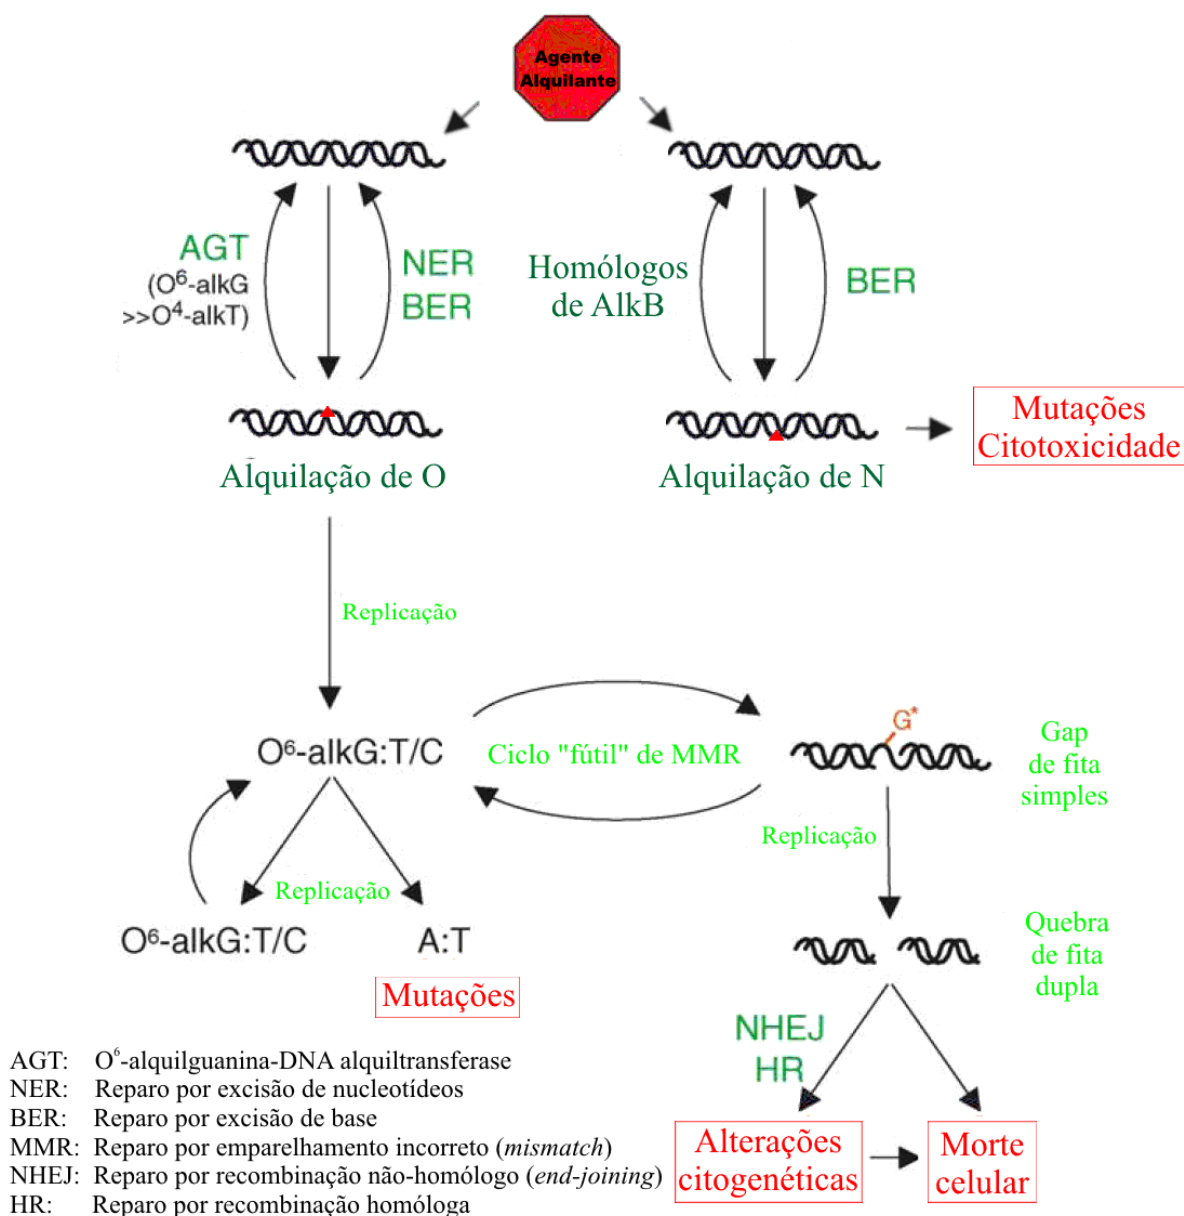 Agente
Alquilante
AGT
(O⁶-alkG
>>O⁴-alkT)
NER
BER
Homólogos
de AlkB
BER
Mutações
Citotoxicidade
Alquilação de O
Alquilação de N
Replicação
O⁶-alkG:T/C
Ciclo "fútil" de MMR
G*
Gap
de fita
simples
Replicação
Replicação
O⁶-alkG:T/C
A:T
Mutações
Quebra
de fita
dupla
NHEJ
HR
Alterações
citogenéticas
Morte
celular
AGT: O⁶-alquilguanina-DNA alquiltransferase
NER: Reparo por excisão de nucleotídeos
BER: Reparo por excisão de base
MMR: Reparo por emparelhamento incorreto (mismatch)
NHEJ: Reparo por recombinação não-homólogo (end-joining)
HR: Reparo por recombinação homóloga